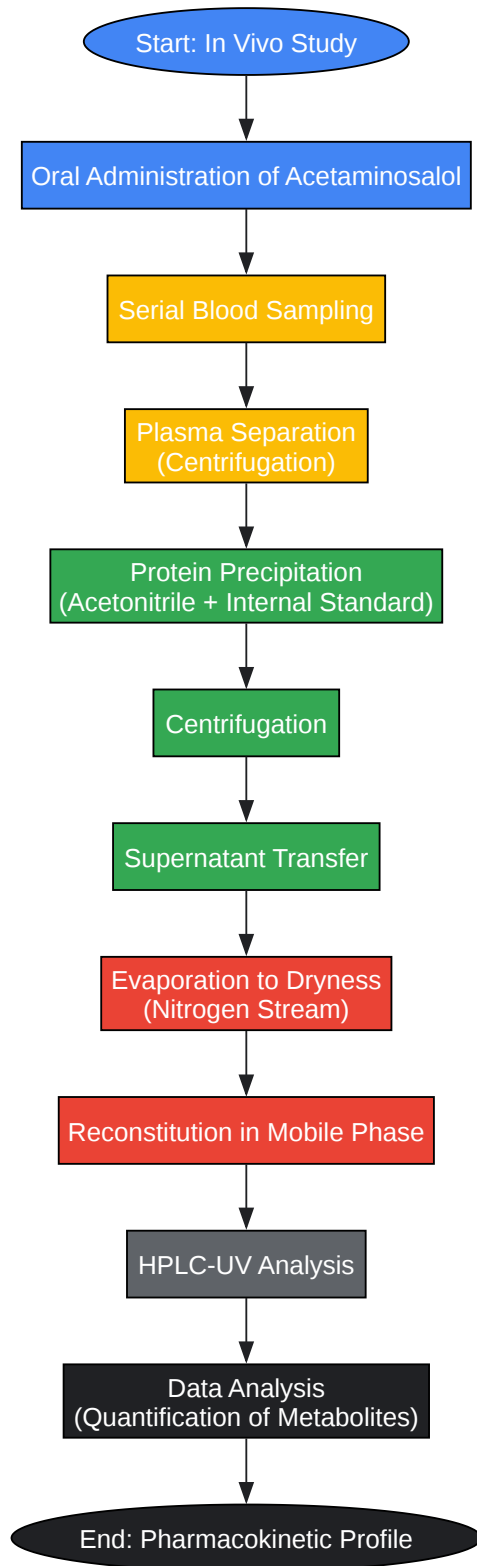 Start: In Vivo Study
Oral Administration of Acetaminosalol
Serial Blood Sampling
Plasma Separation
(Centrifugation)
Protein Precipitation
(Acetonitrile + Internal Standard)
Centrifugation
Supernatant Transfer
Evaporation to Dryness
(Nitrogen Stream)
Reconstitution in Mobile Phase
HPLC-UV Analysis
Data Analysis
(Quantification of Metabolites)
End: Pharmacokinetic Profile